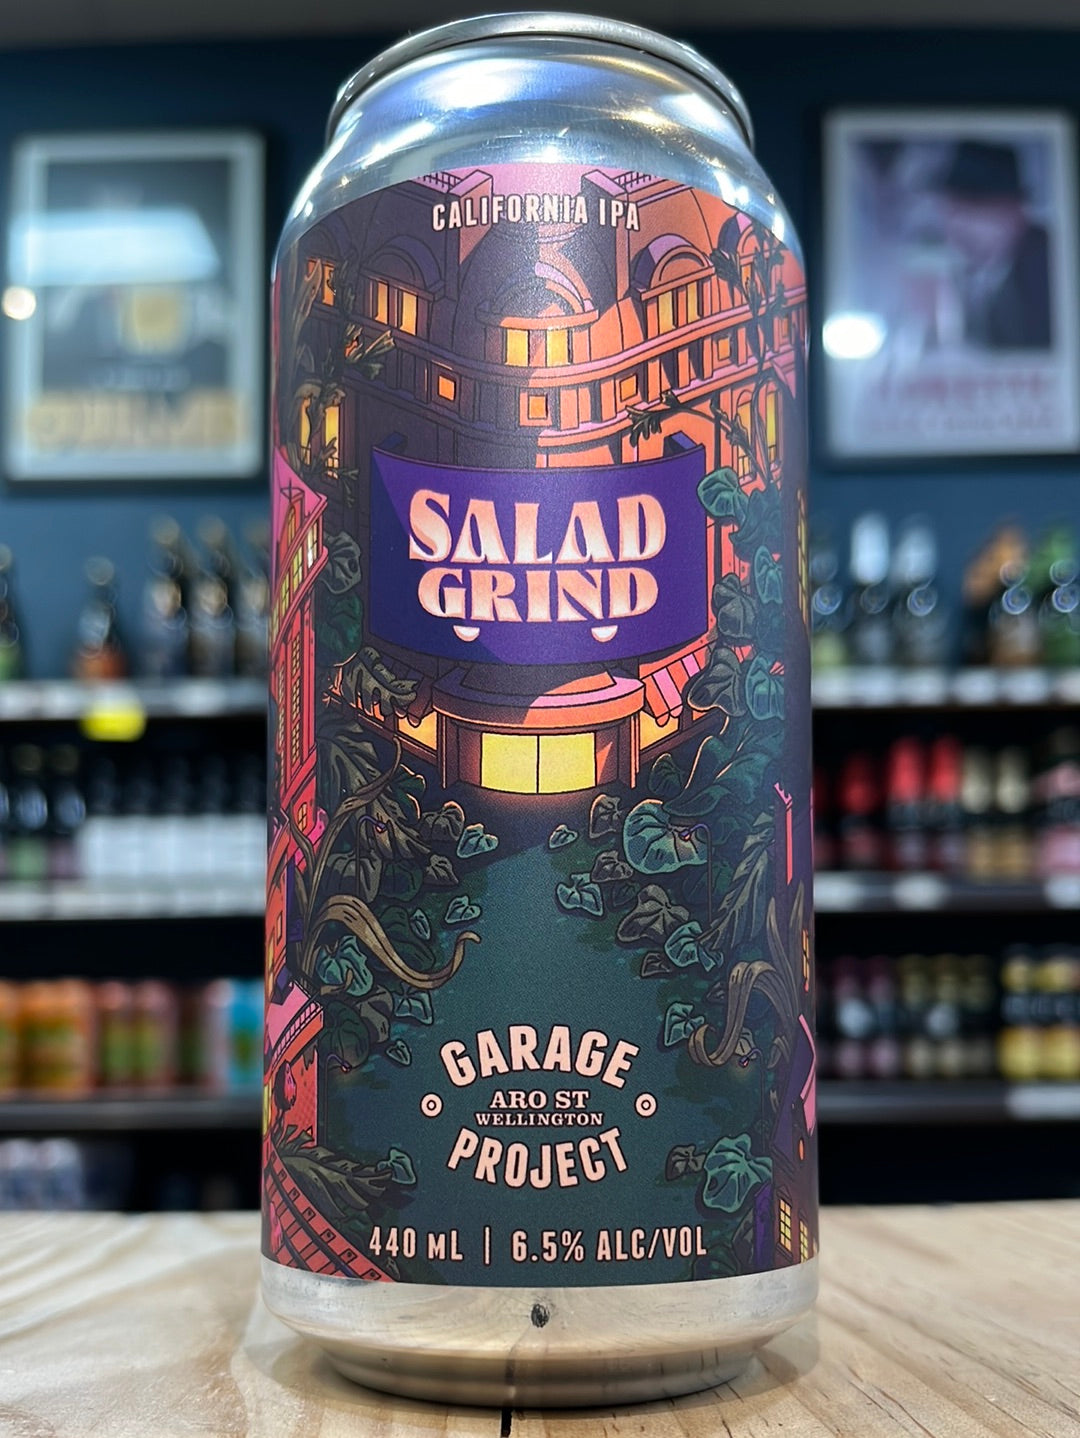 CALIFORNIA IPA
SALAD
GRIND
GARAGE
ARO ST
WELLINGTON
PROJECT
440 ML | 6.5% ALC/VOL